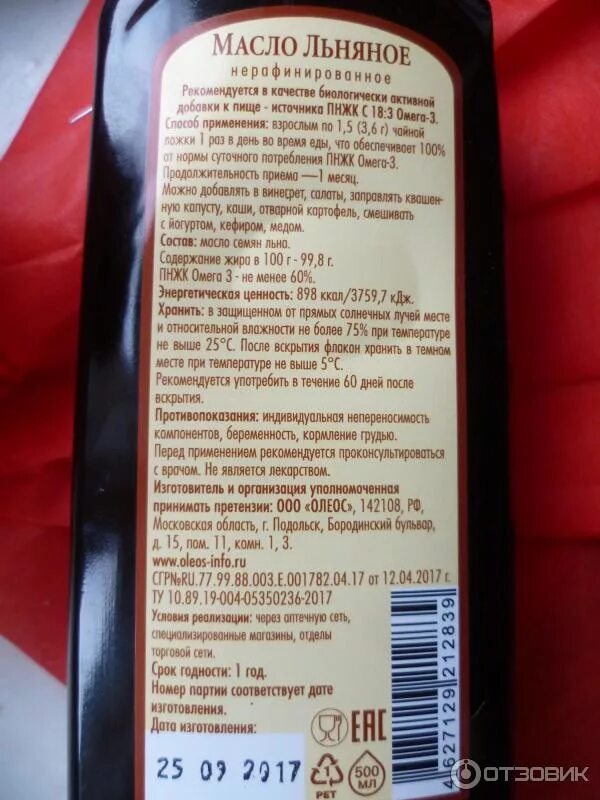 Масло Льняное
нерафинированное
Рекомендуется в качестве биологически активной
добавки к пище - источника ПНЖК С 18:3 Омега-3.
Способ применения: взрослым по 1,5 (3,6 г) чайной
ложки 1 раз в день во время еды, что обеспечивает 100%
от нормы суточного потребления ПНЖК Омега-3.
Продолжительность приема —1 месяц.
Можно добавлять в винегрет, салаты, заправлять квашен-
ную капусту, каши, отварной картофель, смешивать
с йогуртом, кефиром, медом.
Состав: масло семян льна.
Содержание жира в 100 г - 99,8 г.
ПНЖК Омега 3 - не менее 60%.
Энергетическая ценность: 898 ккал/3759,7 кДж.
Хранить: в защищенном от прямых солнечных лучей месте
и относительной влажности не более 75% при температуре
не выше 25°С. После вскрытия флакон хранить в темном
месте при температуре не выше 5°С.
Рекомендуется употребить в течение 60 дней после
вскрытия.
Противопоказания: индивидуальная непереносимость
компонентов, беременность, кормление грудью.
Перед применением рекомендуется проконсультироваться
с врачом. Не является лекарством.
Изготовитель и организация уполномоченная
принимать претензии: ООО «ОЛЕОС», 142108, РФ,
Московская область, г. Подольск, Бородинский бульвар,
д. 15, пом. 11, комн. 1, 3.
www.oleos-info.ru
СГР№RU.77.99.88.003.Е.001782.04.17 от 12.04.2017 г.
ТУ 10.89.19-004-05350236-2017
Условия реализации: через аптечную сеть,
специализированные магазины, отделы
торговой сети.
Срок годности: 1 год.
Номер партии соответствует дате
изготовления.
Дата изготовления:
25 09 2017
EAC
1
PET
500
МЛ
4 627129 212839
ОТЗОВИК